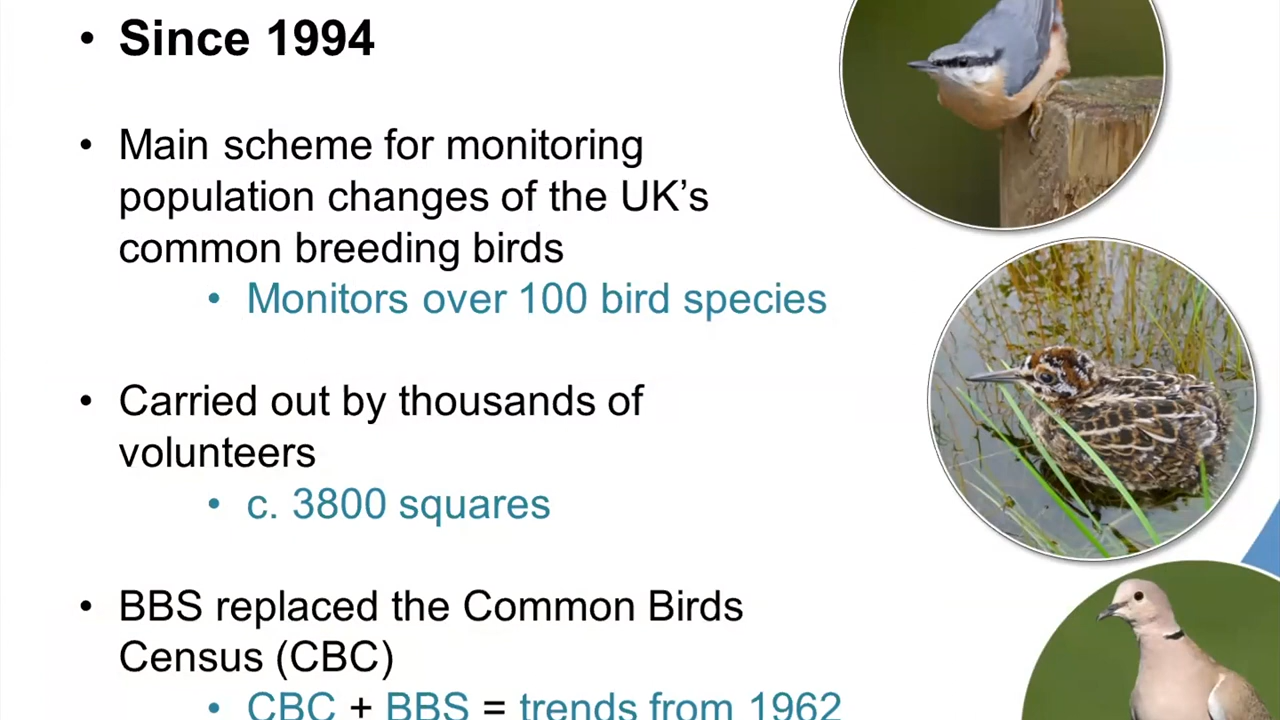 • Since 1994
• Main scheme for monitoring
population changes of the UK’s
common breeding birds
• Monitors over 100 bird species
• Carried out by thousands of
volunteers
• c. 3800 squares
• BBS replaced the Common Birds
Census (CBC)
• CBC + BBS = trends from 1962